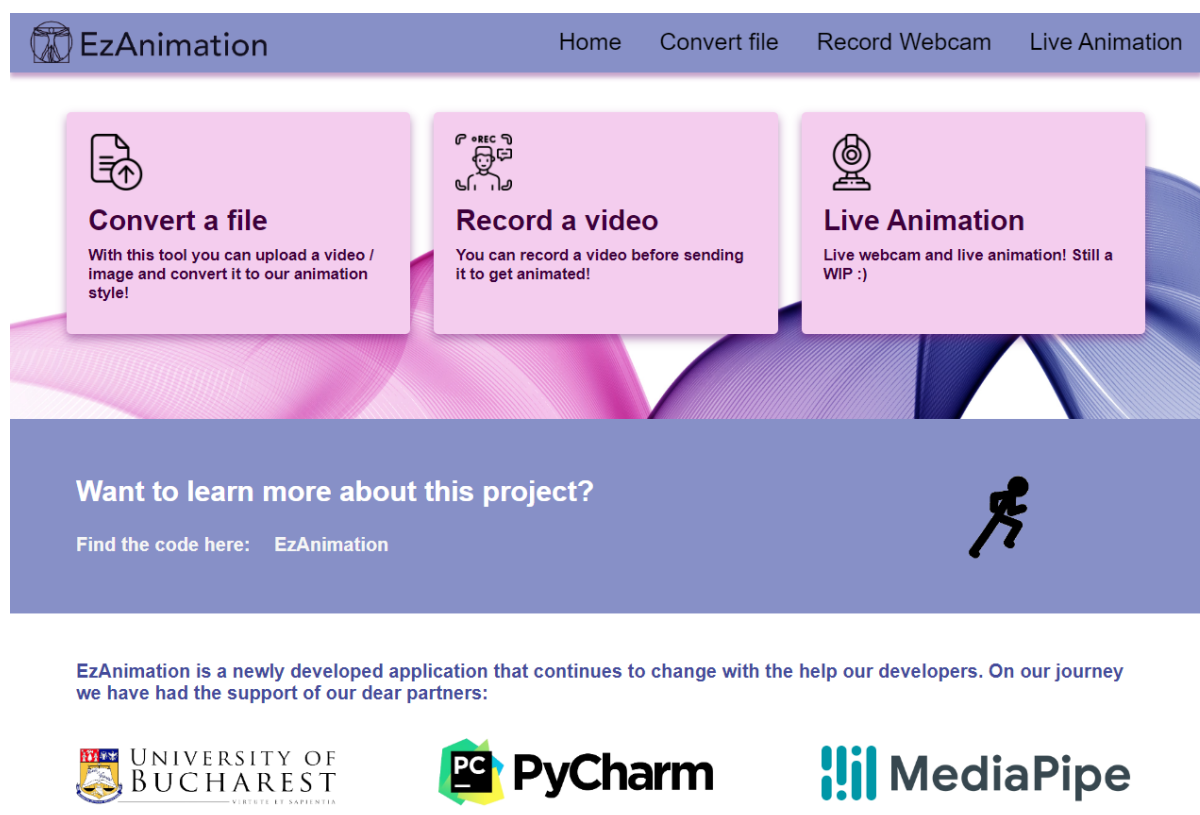 EzAnimation
Home
Convert file
Record Webcam
Live Animation
REC
Convert a file
With this tool you can upload a video /
image and convert it to our animation
style!
Record a video
You can record a video before sending
it to get animated!
Live Animation
Live webcam and live animation! Still a
WIP :)
Want to learn more about this project?
Find the code here: EzAnimation
EzAnimation is a newly developed application that continues to change with the help our developers. On our journey
we have had the support of our dear partners:
UNIVERSITY OF
BUCHAREST
VIRTUTE ET SAPIENTIA
PC
PyCharm
MediaPipe